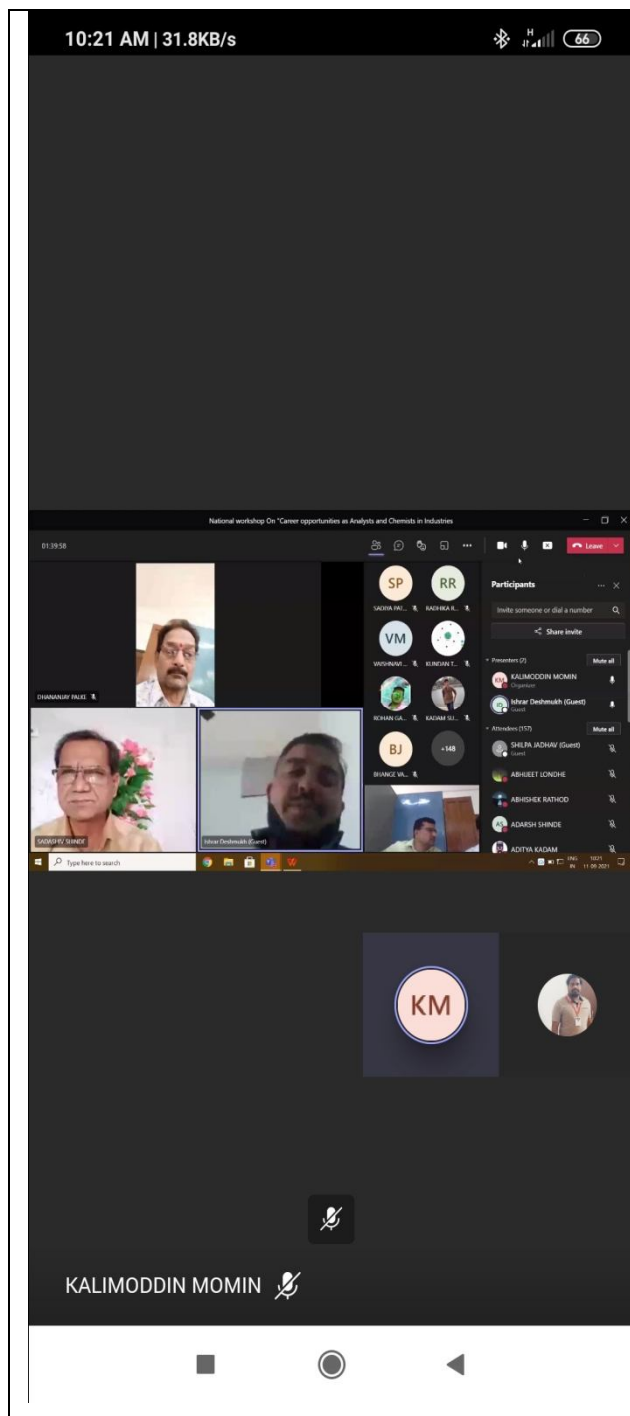 10:21 AM | 31.8KB/s
H
66
National workshop On "Career opportunities as Analysts and Chemists in Industries
01:39:58
Leave
SP
RR
SADIYA PAT...
RADHIKA R...
VM
VAISHNAVI ...
KUNDAN T...
ROHAN GA...
KADAM SU...
BJ
+148
BHANGE VA...
DHANANJAY PALKE
SADASHIV SHINDE
Ishrar Deshmukh (Guest)
Participants
Invite someone or dial a number
Share invite
Presenters (2)
Mute all
KM
KALIMODDIN MOMIN
Organizer
Ishrar Deshmukh (Guest)
Guest
Attendees (157)
Mute all
SHILPA JADHAV (Guest)
Guest
ABHIJEET LONDHE
ABHISHEK RATHOD
AS
ADARSH SHINDE
ADITYA KADAM
Type here to search
ENG
IN
1021
11-09-2021
KM
KALIMODDIN MOMIN